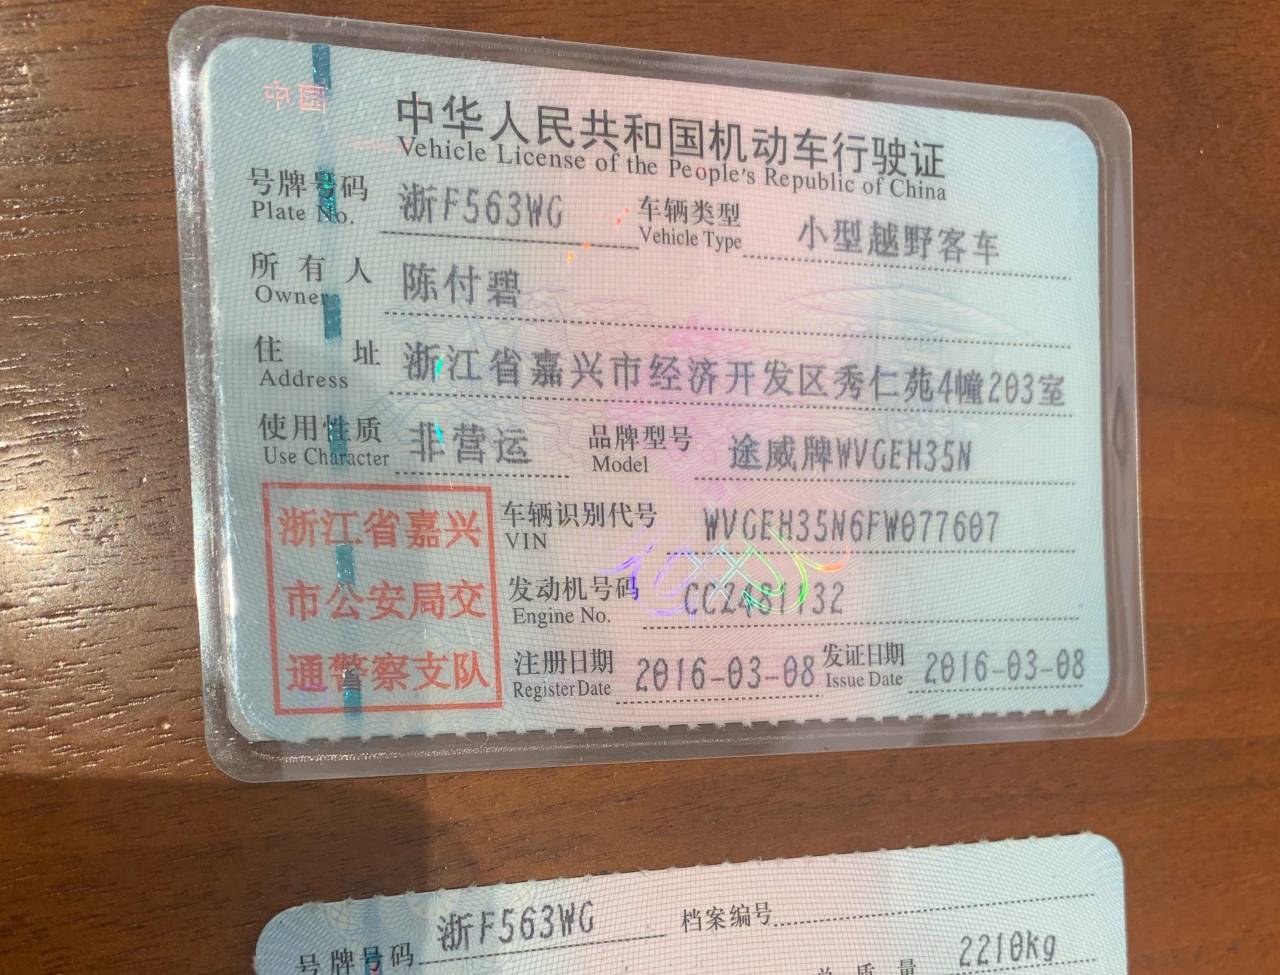 中国
中华人民共和国机动车行驶证
Vehicle License of the People's Republic of China
号牌号码 浙F563WG 车辆类型 小型越野客车
Plate No. Vehicle Type
所有人 陈付碧
Owner
住址 浙江省嘉兴市经济开发区秀仁苑4幢203室
Address
使用性质 非营运 品牌型号 途威牌WVGEH35N
Use Character Model
浙江省嘉兴
市公安局交
通警察支队
车辆识别代号 WVGEH35N6FW077607
VIN
发动机号码 CCZ481132
Engine No.
注册日期 2016-03-08 发证日期 2016-03-08
Register Date Issue Date
号牌号码 浙F563WG 档案编号
总质量 2210kg